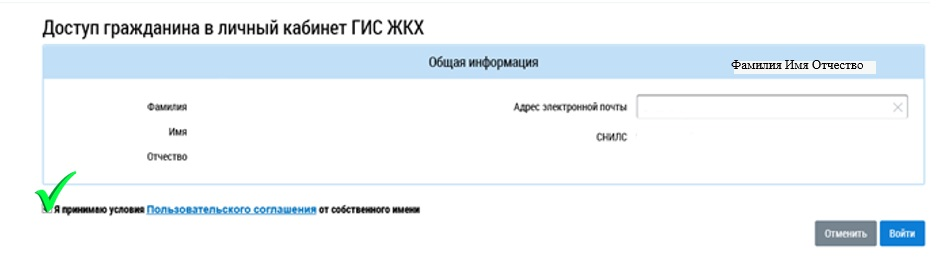 Доступ гражданина в личный кабинет ГИС ЖКХ
Общая информация
Фамилия Имя Отчество
Фамилия
Адрес электронной почты
Имя
СНИЛС
Отчество
Я принимаю условия Пользовательского соглашения от собственного имени
Отменить Войти